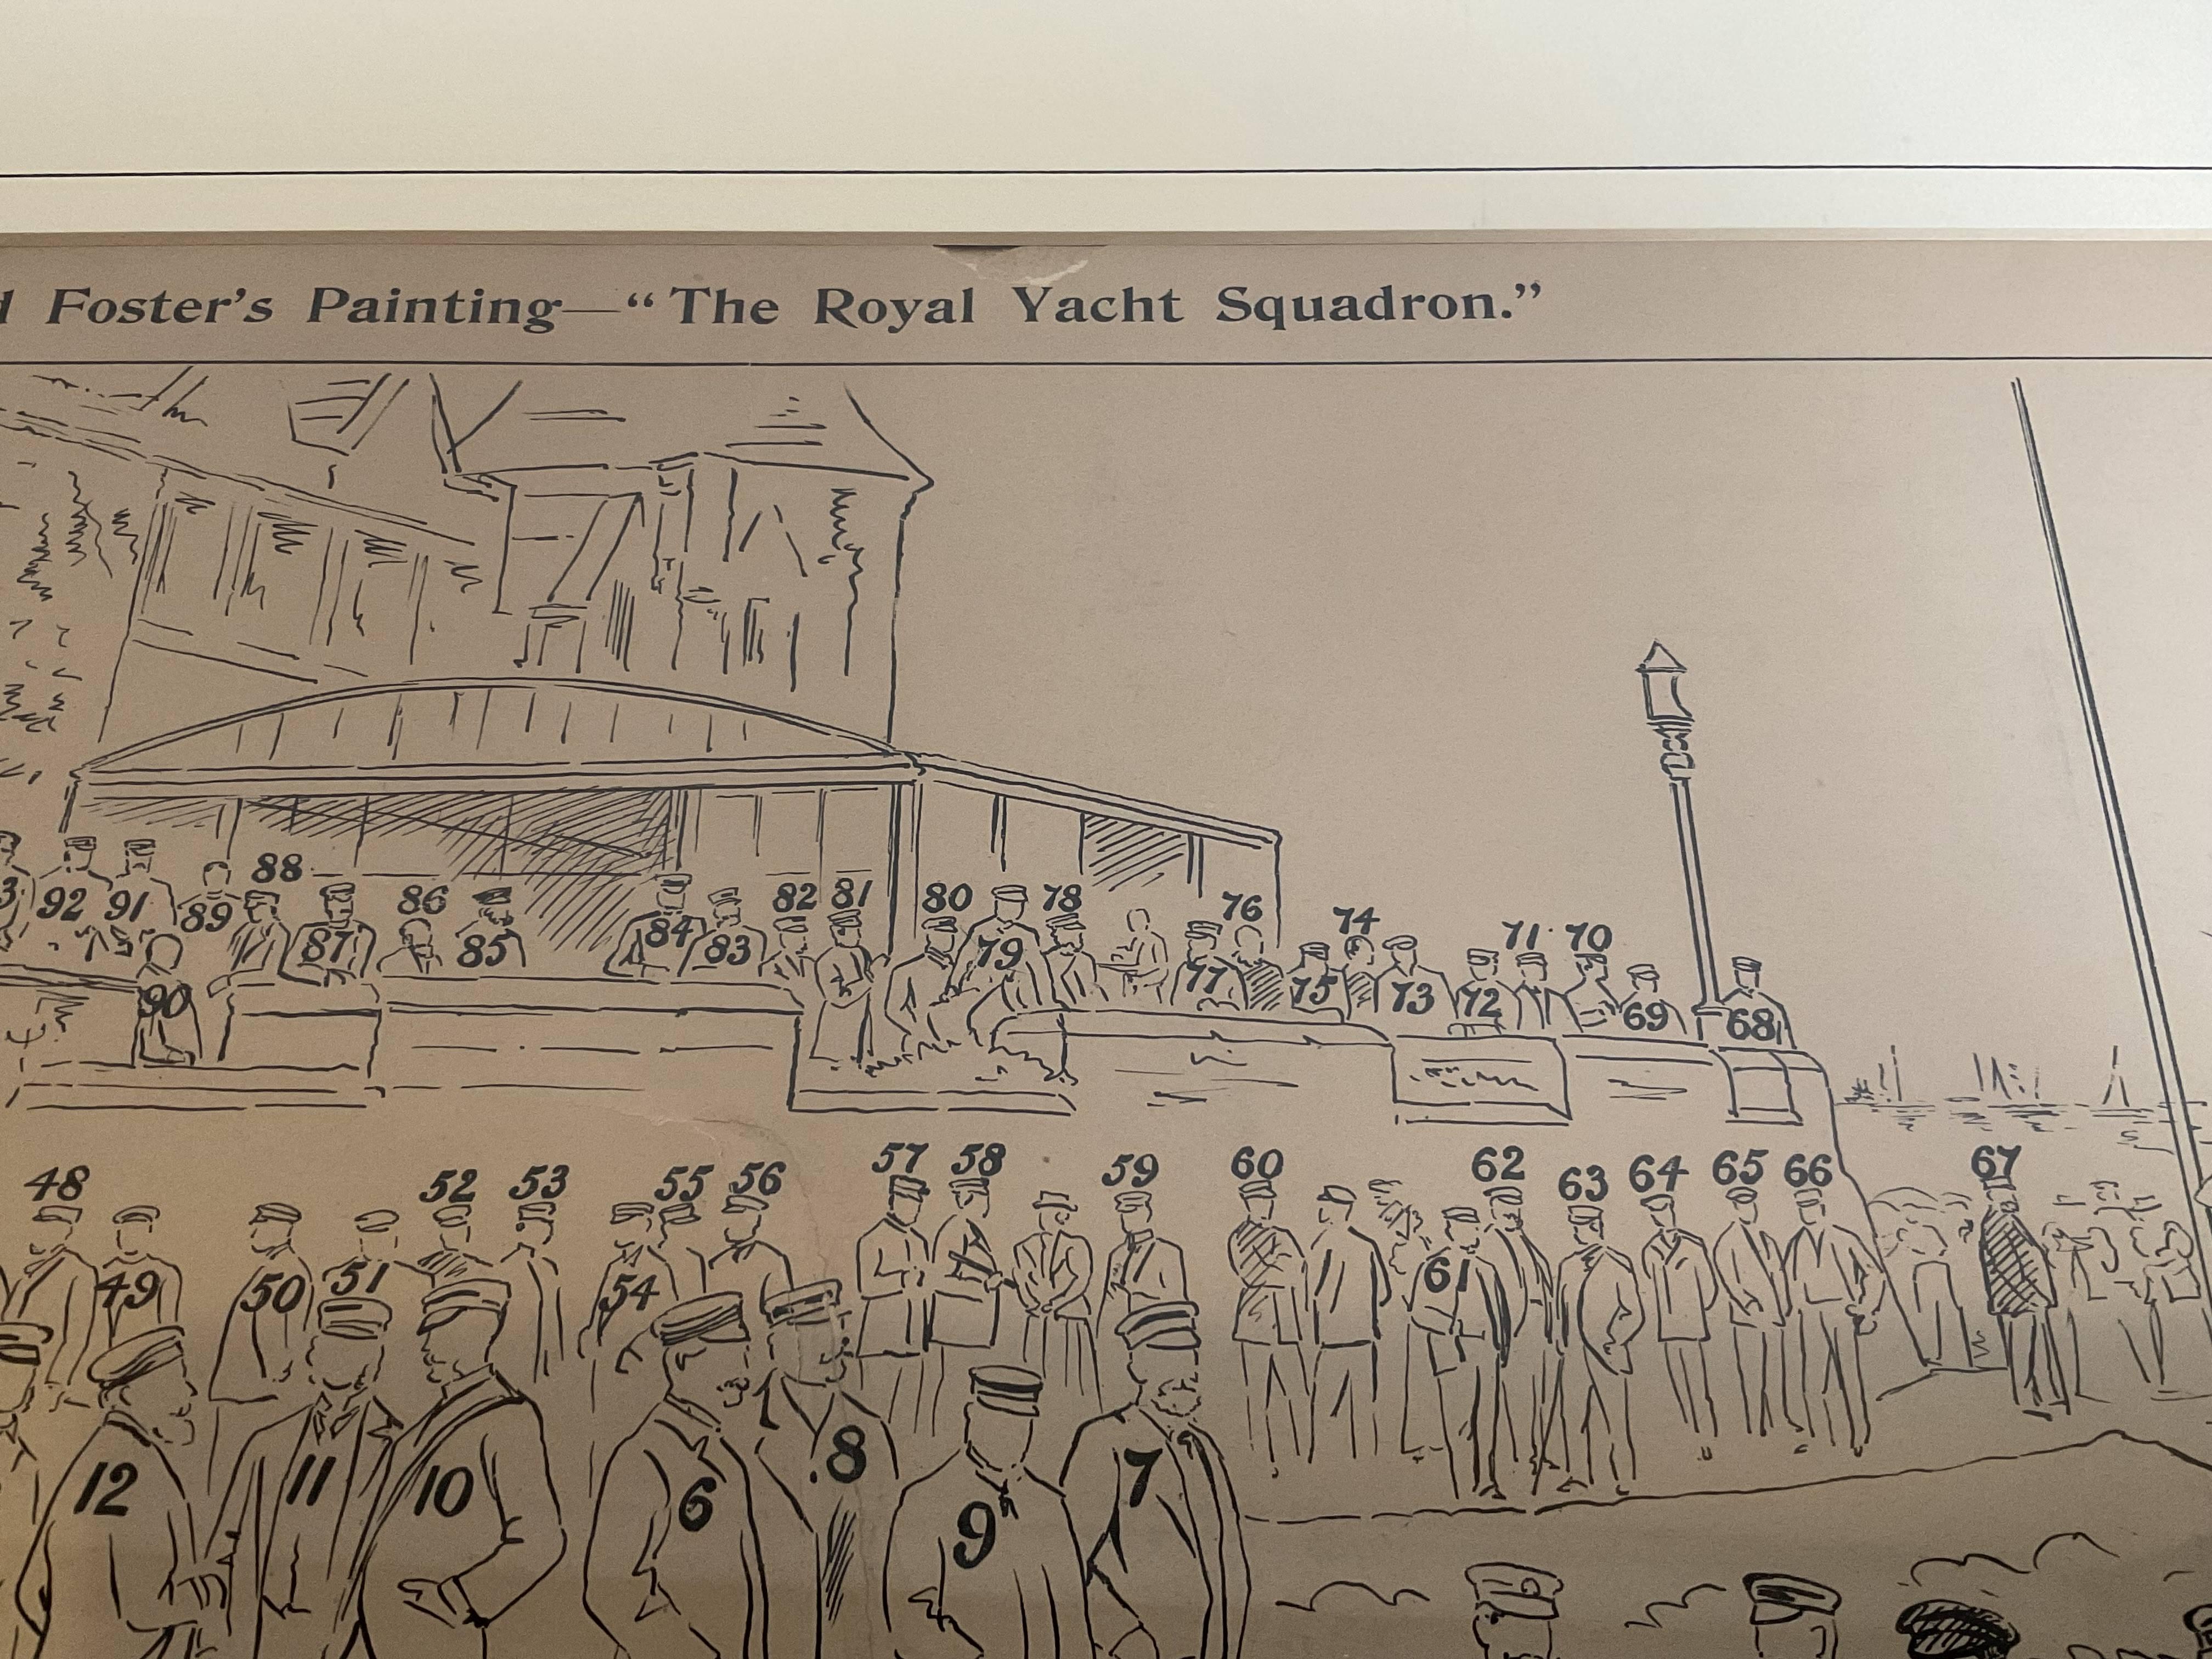 Foster's Painting—"The Royal Yacht Squadron."
88
92 91 89 86 82 81 80 78 76
87 85 84 83 79 77 74 71 70
90 75 73 72 69 68
48 52 53 55 56 57 58 59 60 62 63 64 65 66 67
49 50 51 54 61
12 11 10 6 8 9 7